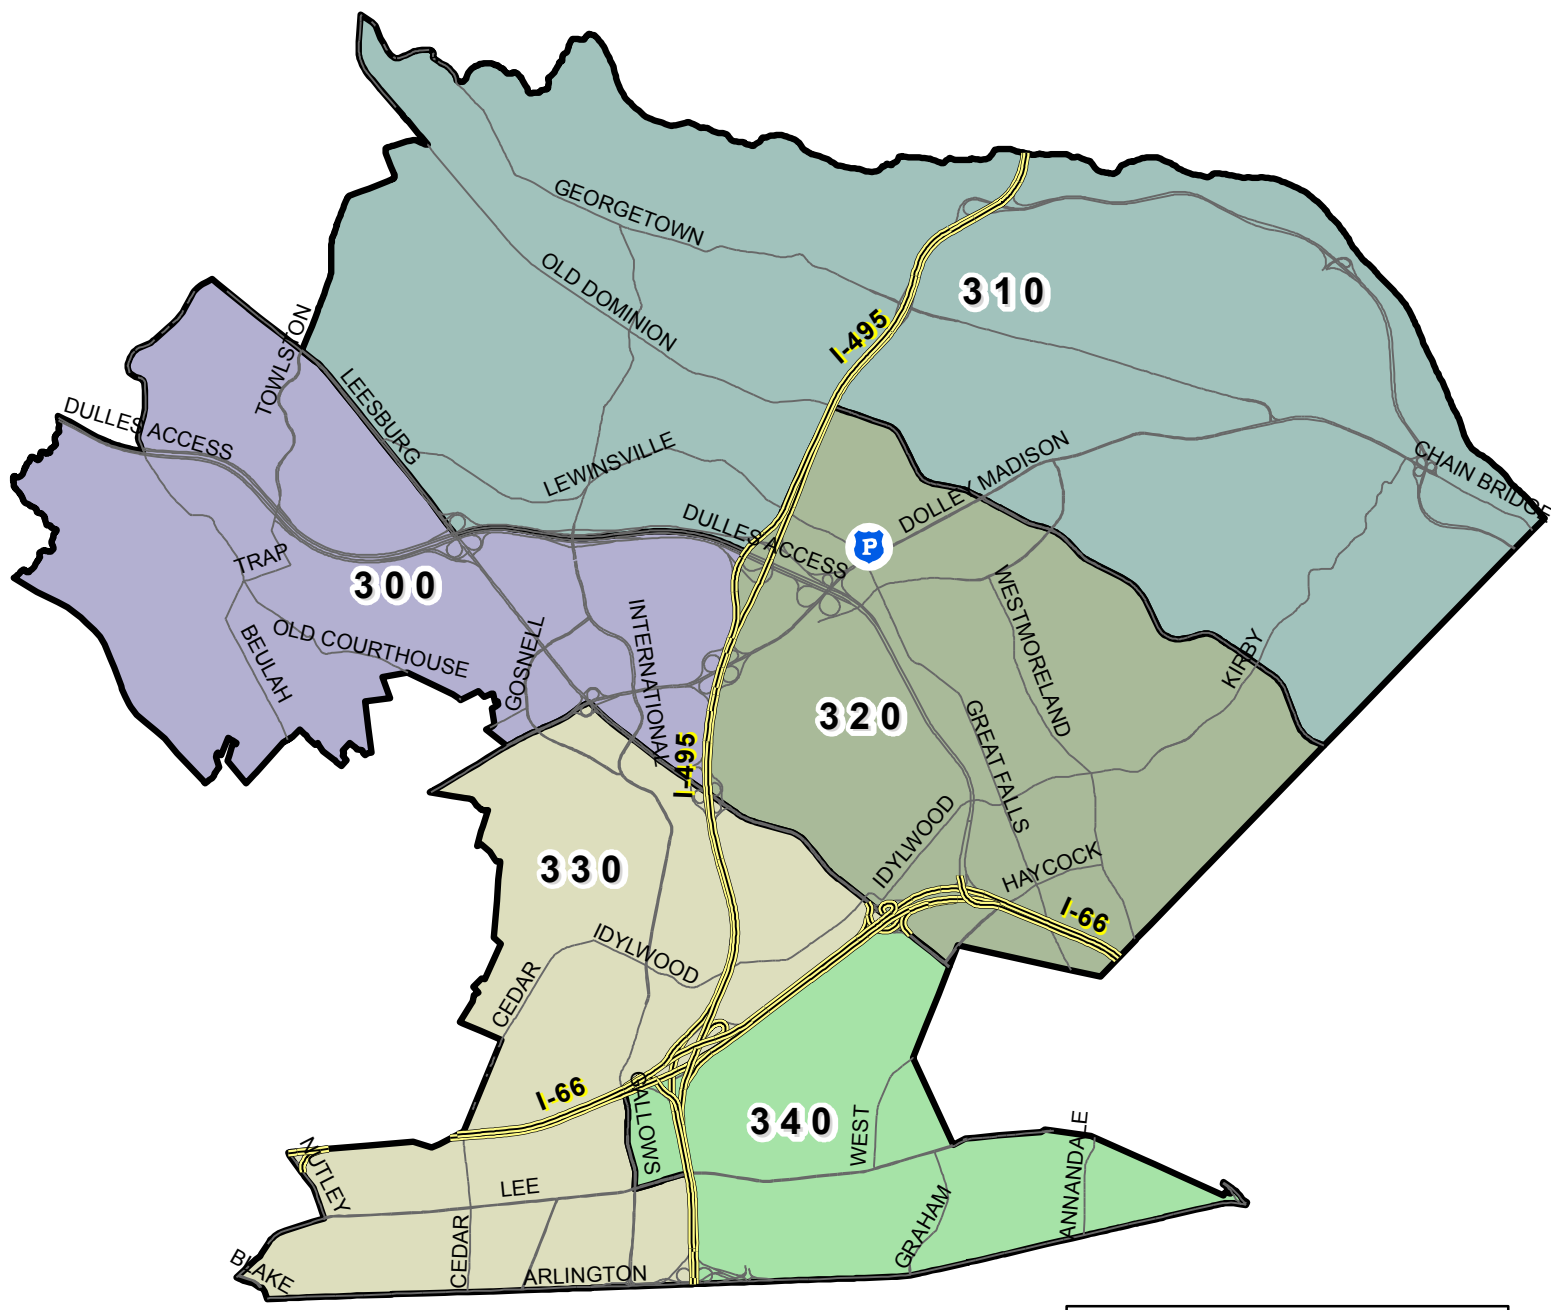 GEORGETOWN
OLD DOMINION
310
I-495
TOWLSTON
LEESBURG
DULLES ACCESS
LEWINSVILLE
DOLLEY MADISON
CHAIN BRIDGE
DULLES ACCESS
P
TRAP
300
OLD COURTHOUSE
BEULAH
GOSNELL
INTERNATIONAL
WESTMORELAND
KIRBY
320
GREAT FALLS
I-495
IDYLWOOD
330
HAYCOCK
I-66
IDYLWOOD
CEDAR
I-66
GALLOWS
340
WEST
ANNANDALE
NUTLEY
LEE
GRAHAM
CEDAR
BLAKE
ARLINGTON